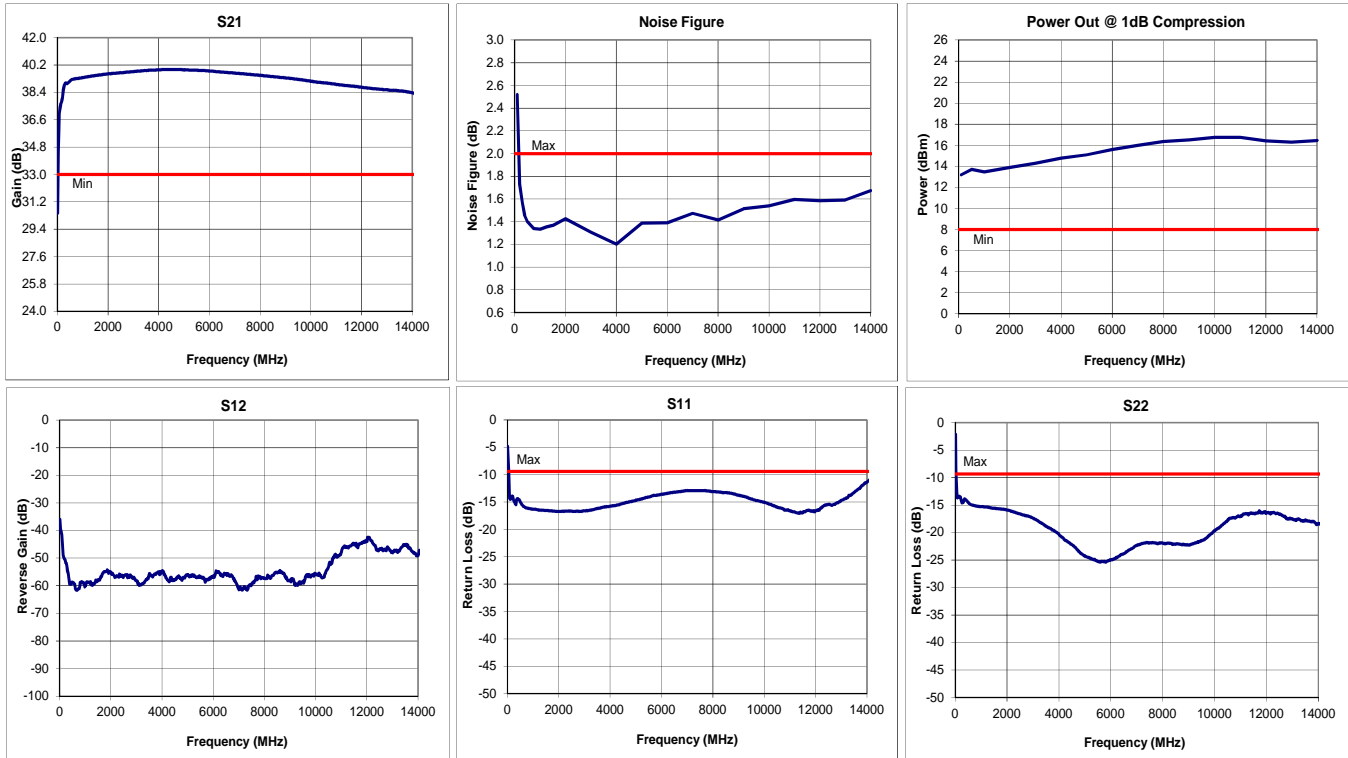 S21
Gain (dB)
42.0
40.2
38.4
36.6
34.8
33.0
31.2
29.4
27.6
25.8
24.0
Min
0 2000 4000 6000 8000 10000 12000 14000
Frequency (MHz)
Noise Figure
Noise Figure (dB)
3.0
2.8
2.6
2.4
2.2
2.0
1.8
1.6
1.4
1.2
1.0
0.8
0.6
Max
0 2000 4000 6000 8000 10000 12000 14000
Frequency (MHz)
Power Out @ 1dB Compression
Power (dBm)
26
24
22
20
18
16
14
12
10
8
6
4
2
0
Min
0 2000 4000 6000 8000 10000 12000 14000
Frequency (MHz)
S12
Reverse Gain (dB)
0
-10
-20
-30
-40
-50
-60
-70
-80
-90
-100
0 2000 4000 6000 8000 10000 12000 14000
Frequency (MHz)
S11
Return Loss (dB)
0
-5
-10
-15
-20
-25
-30
-35
-40
-45
-50
Max
0 2000 4000 6000 8000 10000 12000 14000
Frequency (MHz)
S22
Return Loss (dB)
0
-5
-10
-15
-20
-25
-30
-35
-40
-45
-50
Max
0 2000 4000 6000 8000 10000 12000 14000
Frequency (MHz)